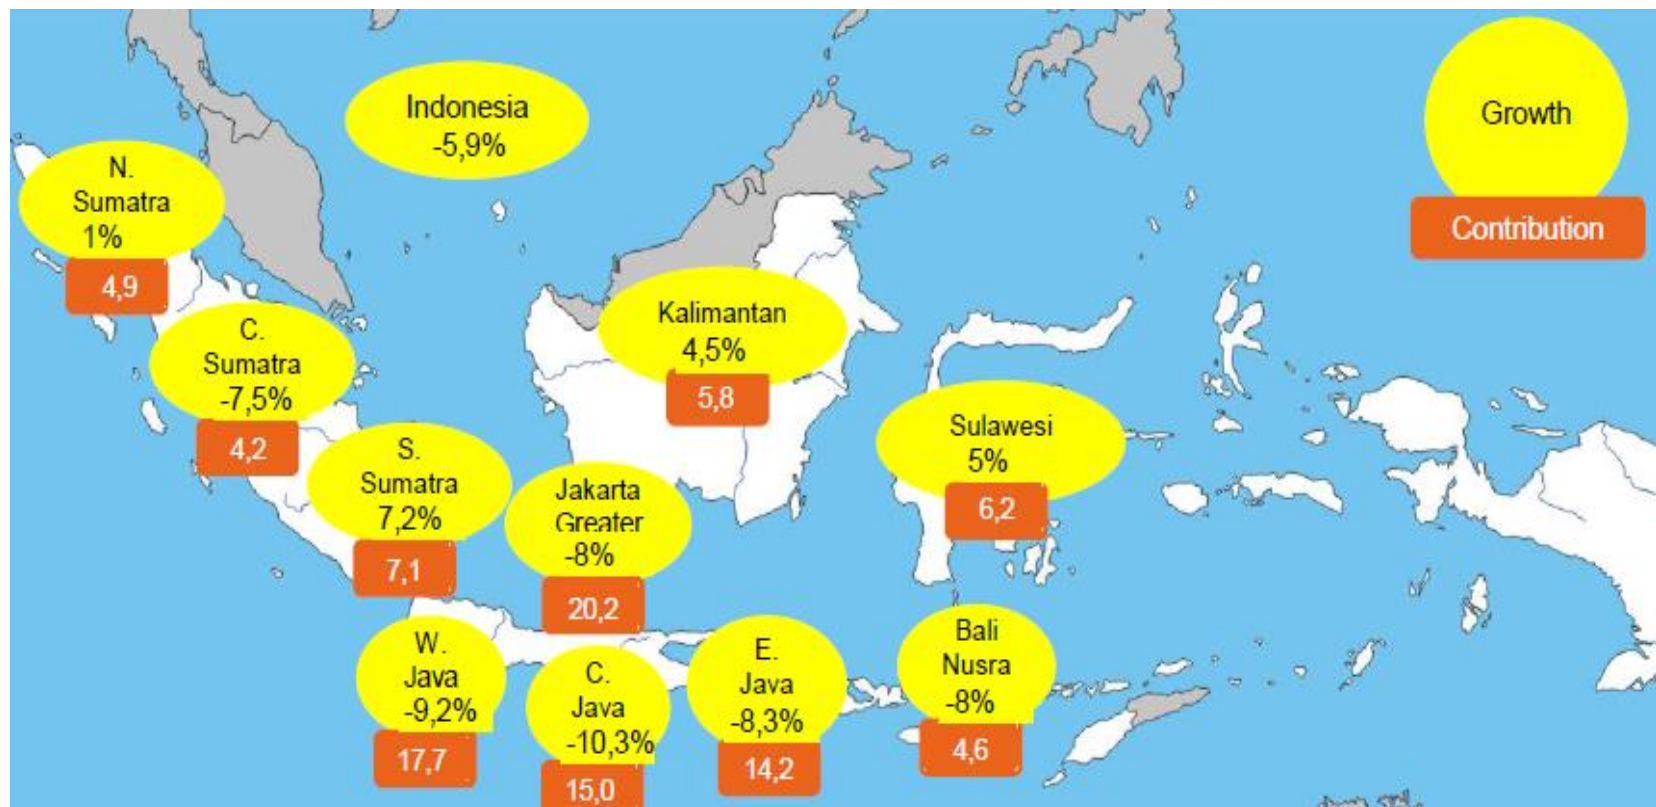 Indonesia
-5,9%
Growth
Contribution
N.
Sumatra
1%
4,9
C.
Sumatra
-7,5%
4,2
S.
Sumatra
7,2%
7,1
Jakarta
Greater
-8%
20,2
Kalimantan
4,5%
5,8
Sulawesi
5%
6,2
W.
Java
-9,2%
17,7
C.
Java
-10,3%
15,0
E.
Java
-8,3%
14,2
Bali
Nusra
-8%
4,6